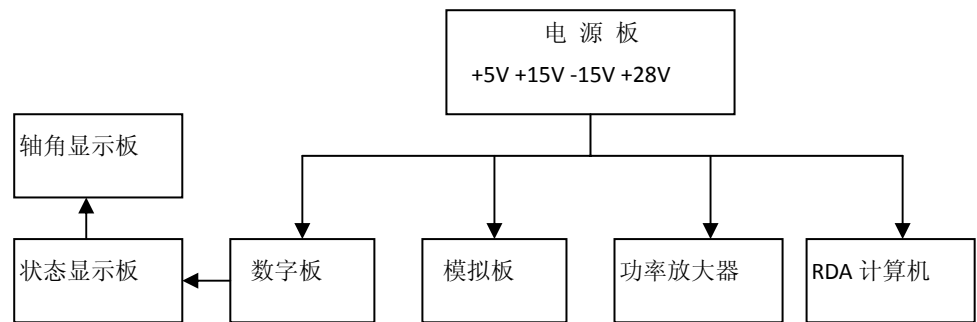 电 源 板
+5V +15V -15V +28V
轴角显示板
状态显示板
数字板
模拟板
功率放大器
RDA 计算机